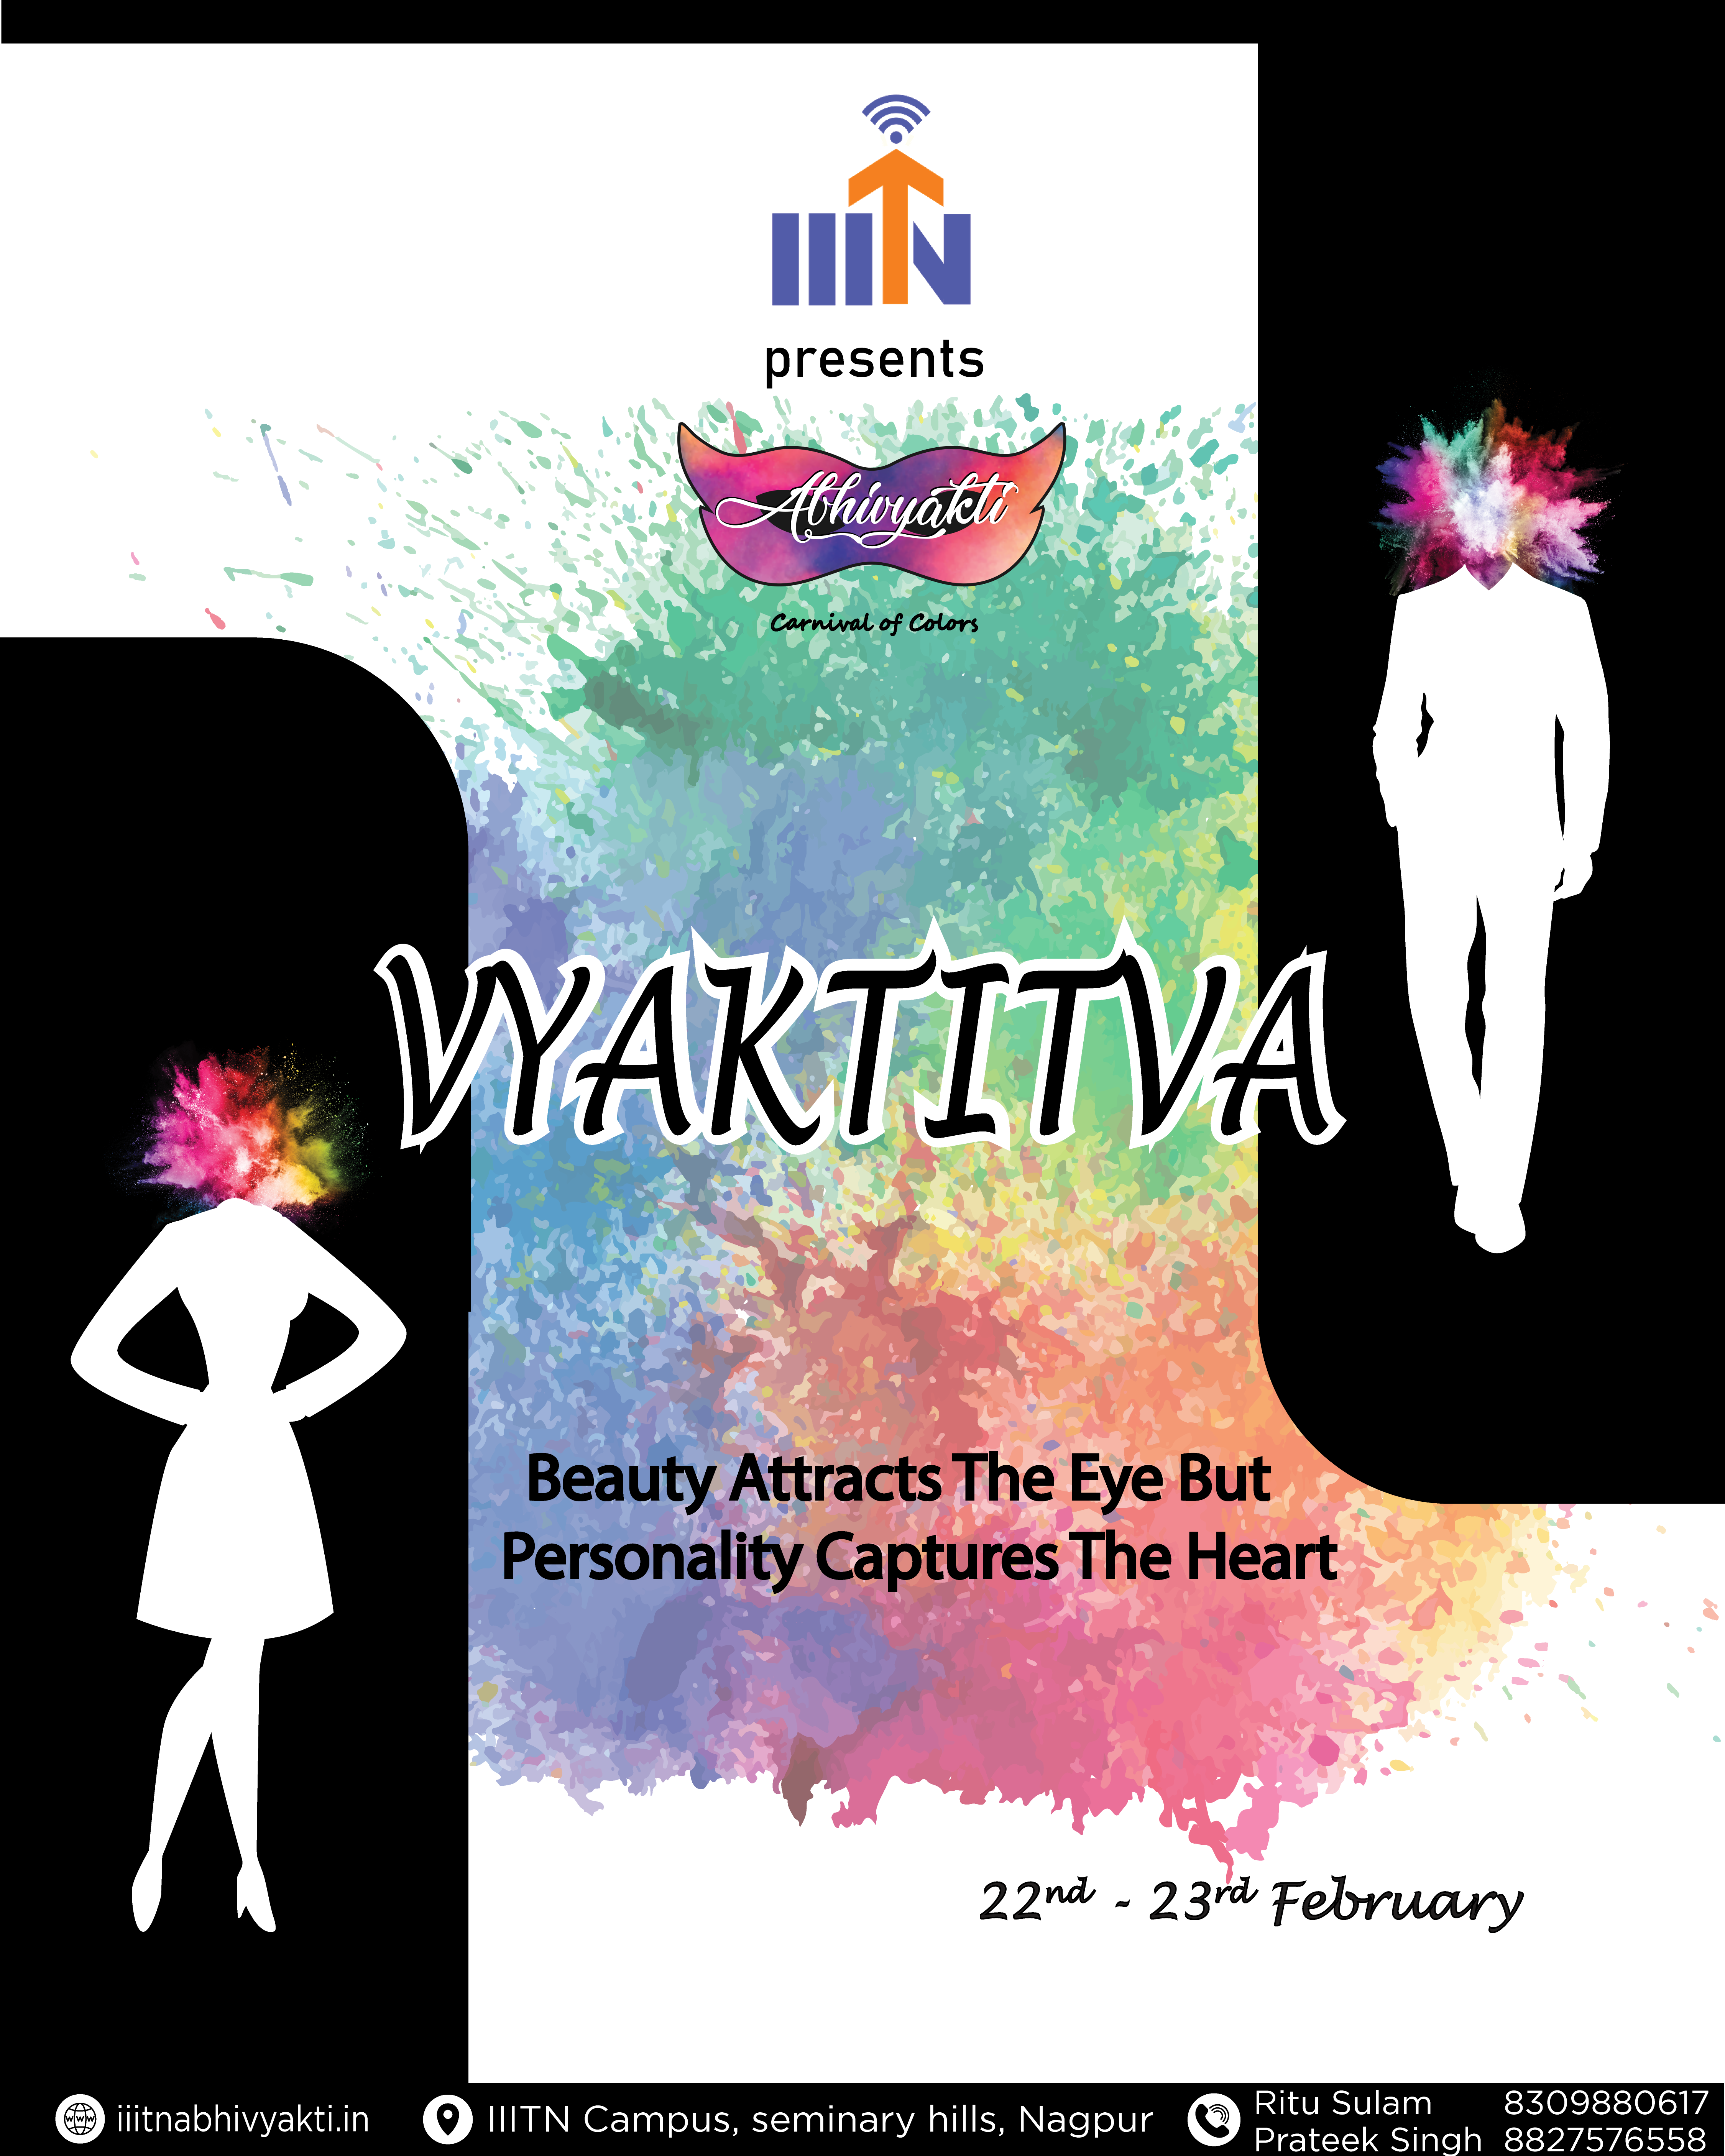 IIITN
presents
Abhivyakti
Carnival of Colors
VYAKTITVA
Beauty Attracts The Eye But
Personality Captures The Heart
22nd - 23rd February
www iiitnabhivyakti.in
IIITN Campus, seminary hills, Nagpur
Ritu Sulam 8309880617
Prateek Singh 8827576558